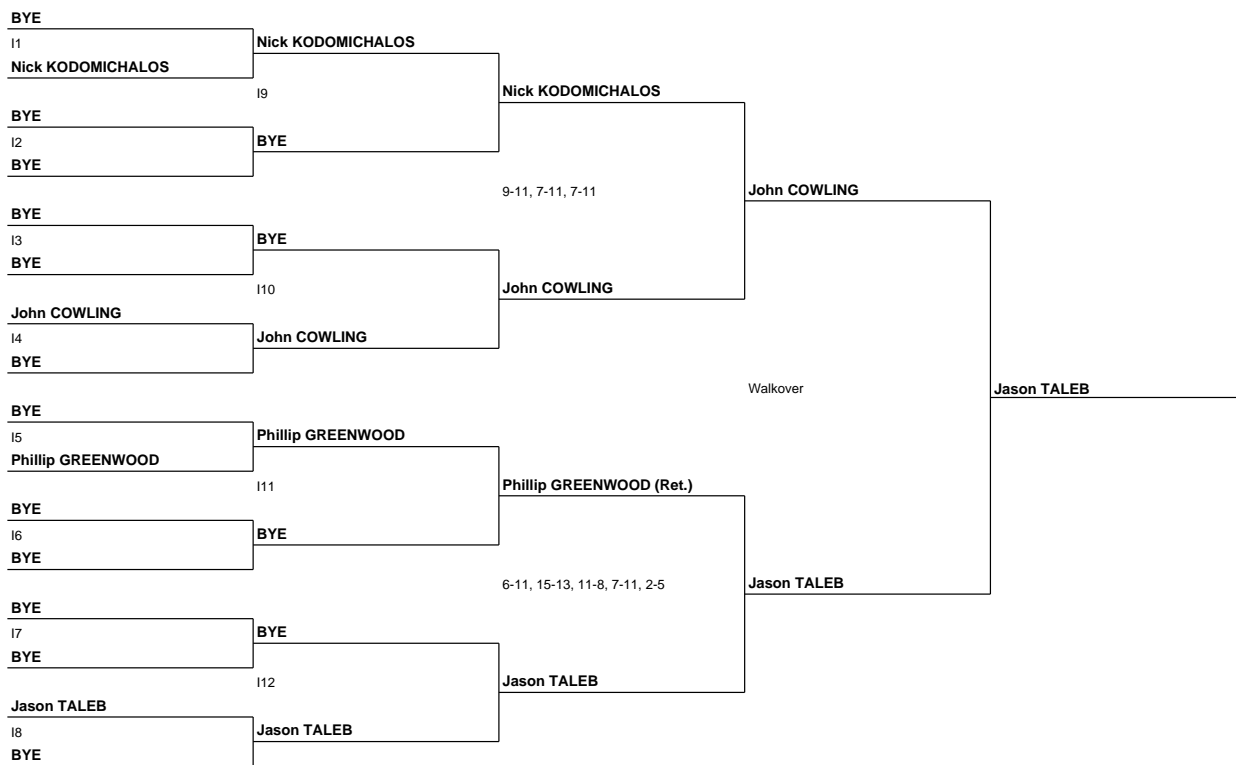 BYE
I1
Nick KODOMICHALOS
Nick KODOMICHALOS
I9
Nick KODOMICHALOS
BYE
I2
BYE
BYE
9-11, 7-11, 7-11
John COWLING
BYE
I3
BYE
BYE
I10
John COWLING
John COWLING
I4
John COWLING
BYE
Walkover
Jason TALEB
BYE
I5
Phillip GREENWOOD
Phillip GREENWOOD
I11
Phillip GREENWOOD (Ret.)
BYE
I6
BYE
BYE
6-11, 15-13, 11-8, 7-11, 2-5
Jason TALEB
BYE
I7
BYE
BYE
I12
Jason TALEB
Jason TALEB
I8
Jason TALEB
BYE